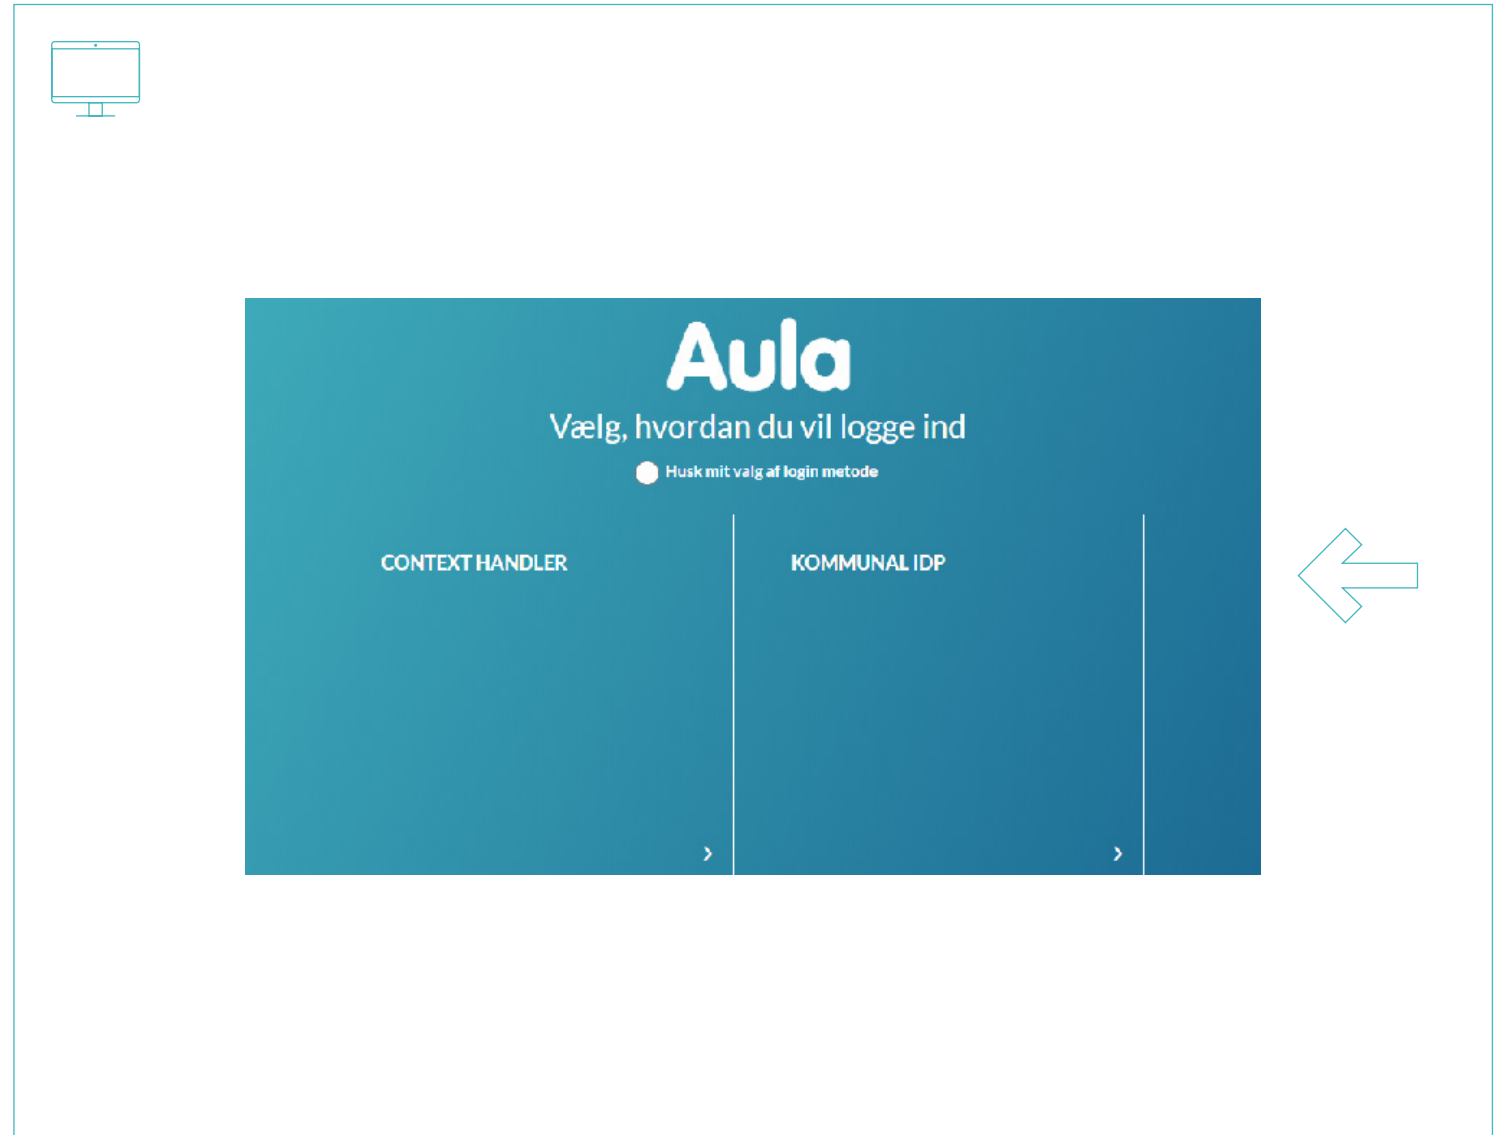 Aula
Vælg, hvordan du vil logge ind
Husk mit valg af login metode
CONTEXT HANDLER
KOMMUNAL IDP